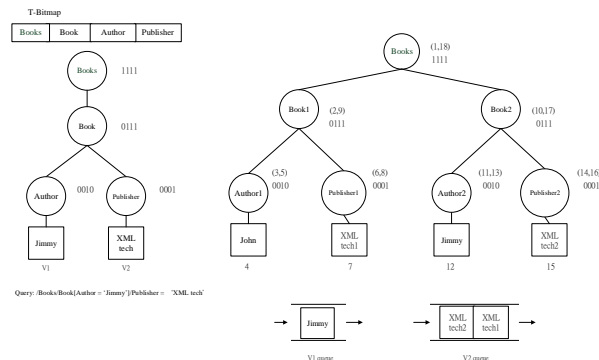 T-Bitmap
Books Book Author Publisher
Books 1111
Book 0111
Author 0010 Publisher 0001
Jimmy XML
tech
V1 V2
Query: /Books/Book[Author = 'Jimmy']/Publisher = 'XML tech'
Books (1,18)
1111
Book1 (2,9)
0111
Book2 (10,17)
0111
Author1 (3,5)
0010
Publisher1 (6,8)
0001
Author2 (11,13)
0010
Publisher2 (14,16)
0001
John XML
tech1
Jimmy XML
tech2
4 7 12 15
Jimmy
V1 queue
XML
tech2
XML
tech1
V2 queue